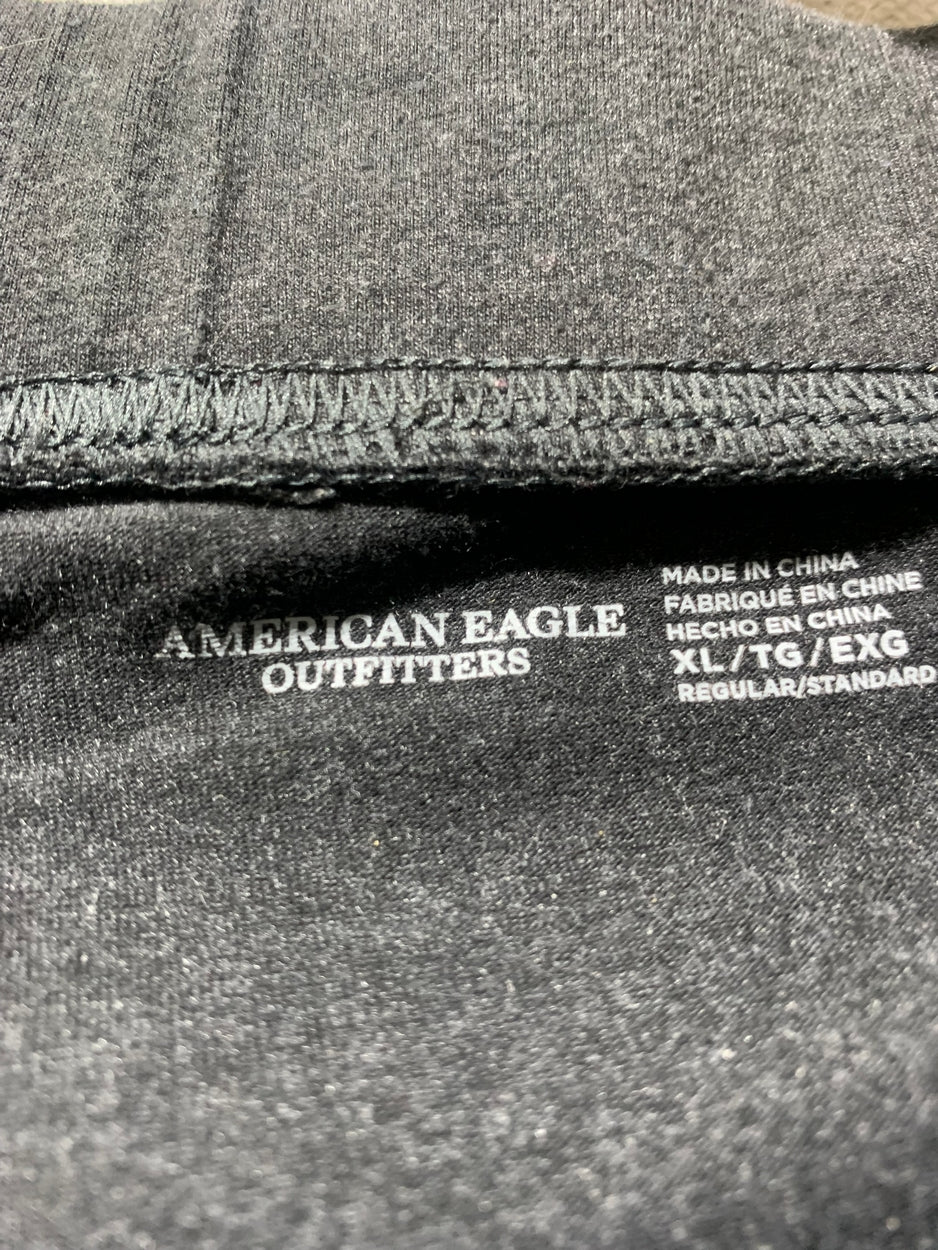 AMERICAN EAGLE
OUTFITTERS
MADE IN CHINA
FABRIQUÉ EN CHINE
HECHO EN CHINA
XL/TG/EXG
REGULAR/STANDARD